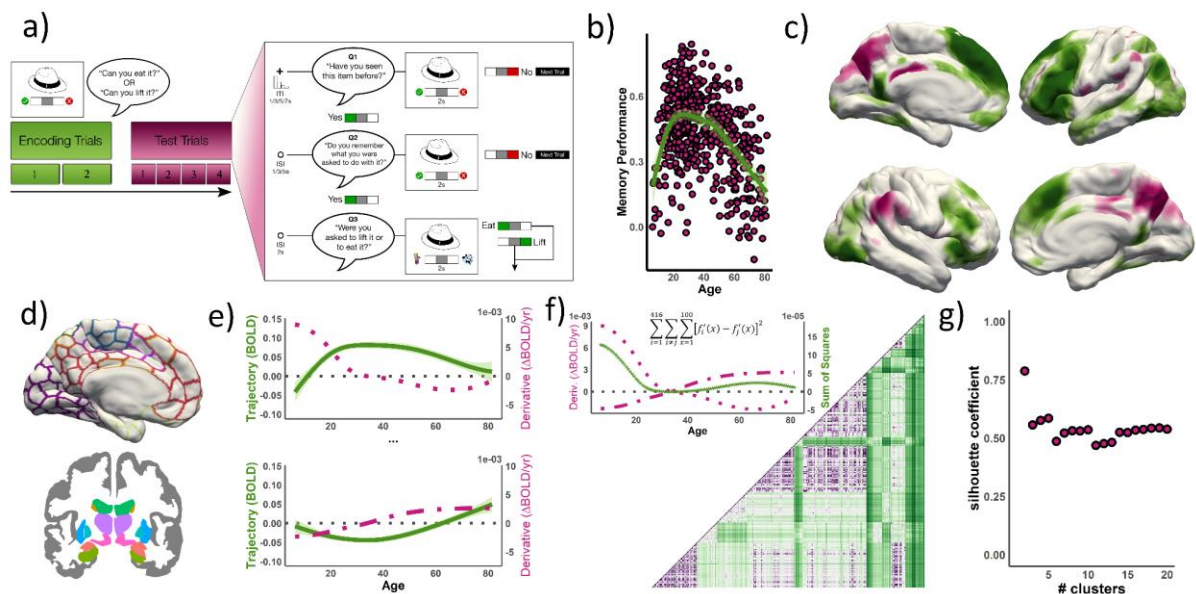 a)
"Can you eat it?"
OR
"Can you lift it?"
Encoding Trials
1 2
Test Trials
1 2 3 4
ITI
1/3/5/7s
Q1
"Have you seen
this item before?"
2s
No Next Trial
Yes
ISI
1/3/5s
Q2
"Do you remember
what you were
asked to do with it?"
2s
No Next Trial
Yes
ISI
Q3
"Were you
asked to lift it or
to eat it?"
2s
Eat
Lift
b)
Memory Performance
0.6
0.3
0.0
20 40 60 80
Age
c)
d)
e)
1e-03
Trajectory (BOLD)
0.15
0.10
0.05
0.00
-0.05
-0.10
10
5
0
-5
Derivative (ΔBOLD/yr)
20 40 60 80
...
1e-03
Trajectory (BOLD)
0.15
0.10
0.05
0.00
-0.05
-0.10
10
5
0
-5
Derivative (ΔBOLD/yr)
20 40 60 80
Age
f)
1e-03
1e-05
Deriv. (ΔBOLD/yr)
9
6
3
0
15
10
5
0
-5
Sum of Squares
20 40 60 80
Age
g)
silhouette coefficient
1.00
0.75
0.50
0.25
0.00
5 10 15 20
# clusters